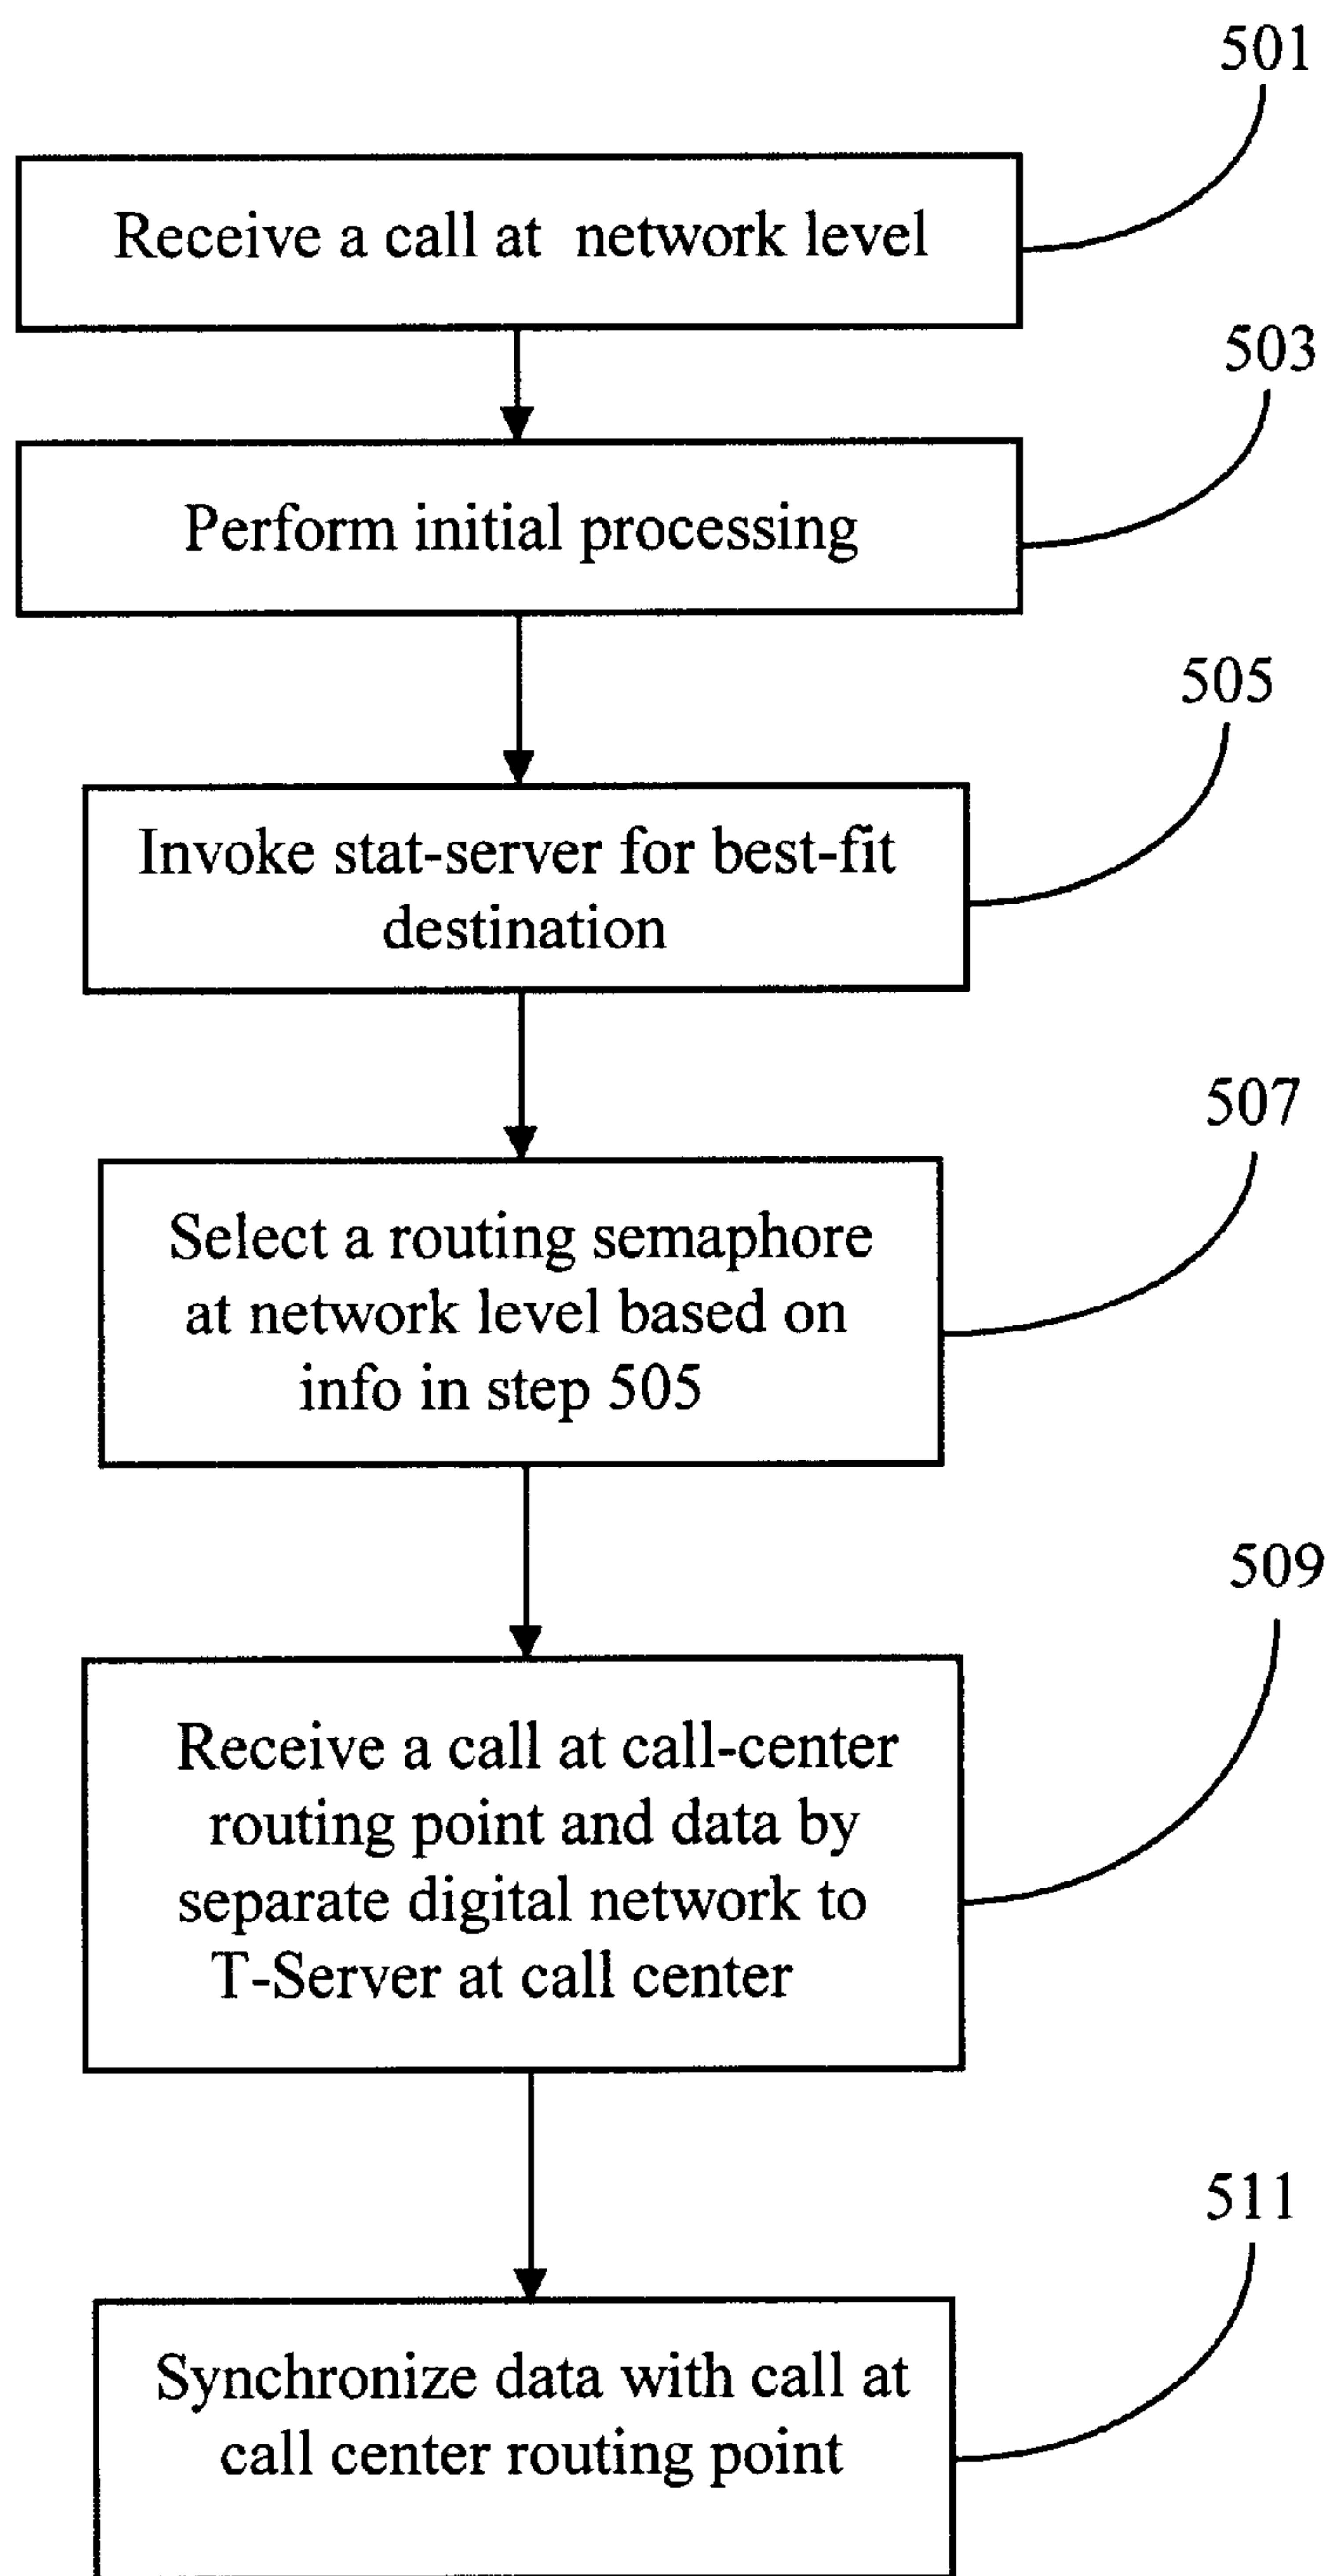 501
Receive a call at network level
503
Perform initial processing
505
Invoke stat-server for best-fit
destination
507
Select a routing semaphore
at network level based on
info in step 505
509
Receive a call at call-center
routing point and data by
separate digital network to
T-Server at call center
511
Synchronize data with call at
call center routing point